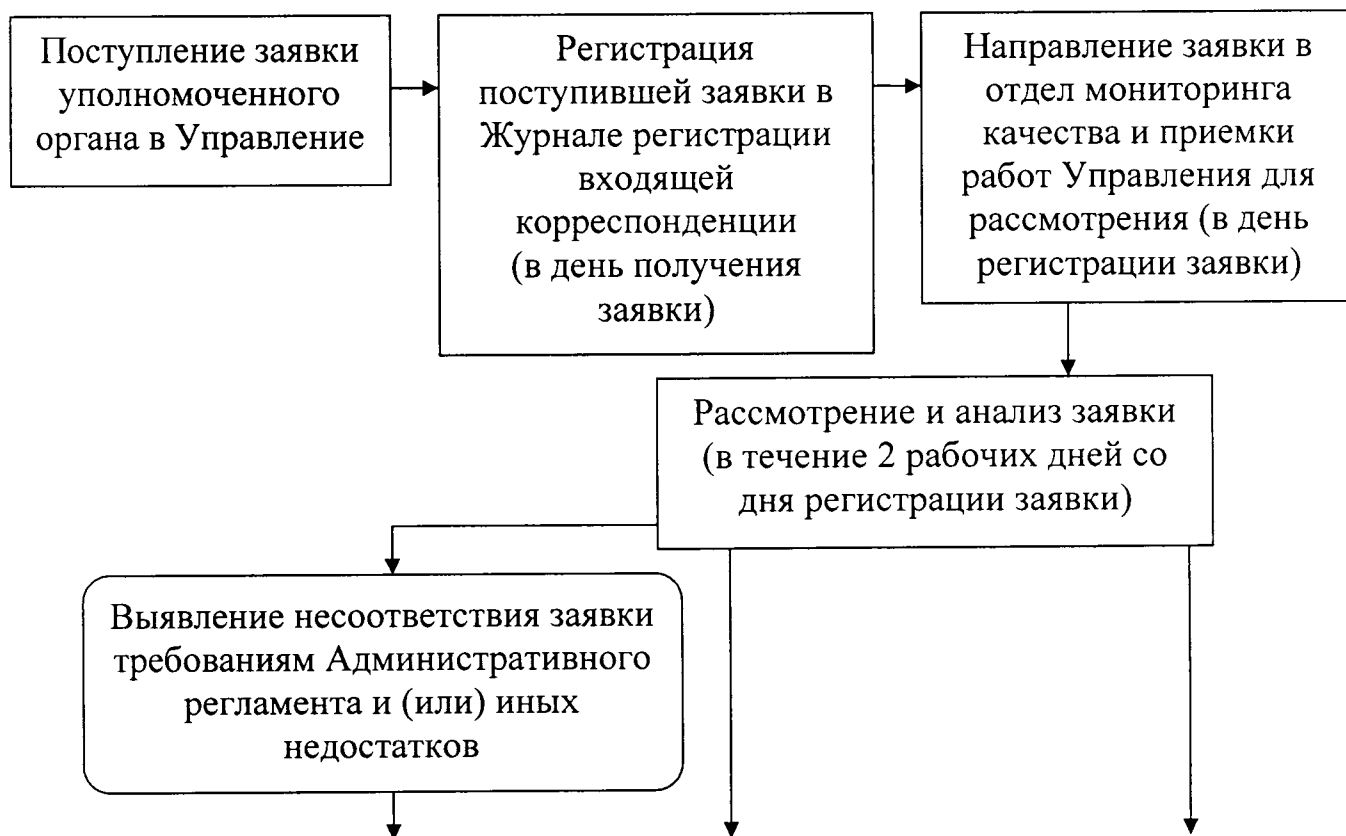 Поступление заявки
уполномоченного
органа в Управление
Регистрация
поступившей заявки в
Журнале регистрации
входящей
корреспонденции
(в день получения
заявки)
Направление заявки в
отдел мониторинга
качества и приемки
работ Управления для
рассмотрения (в день
регистрации заявки)
Рассмотрение и анализ заявки
(в течение 2 рабочих дней со
дня регистрации заявки)
Выявление несоответствия заявки
требованиям Административного
регламента и (или) иных
недостатков